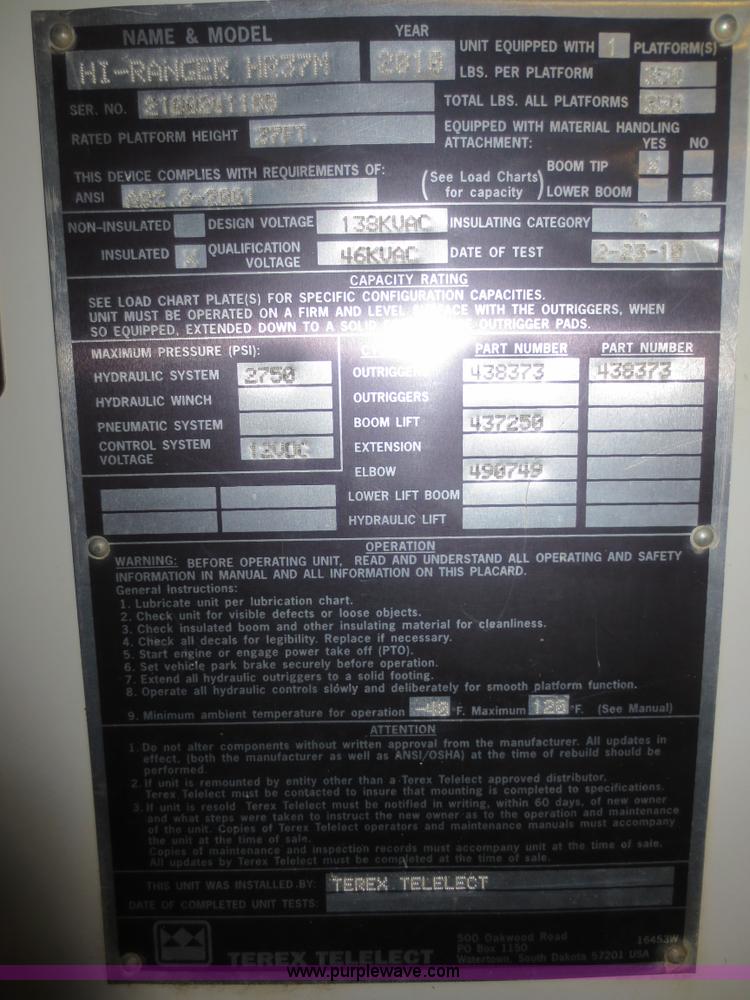 NAME & MODEL
YEAR
HI-RANGER HR37M
2010
UNIT EQUIPPED WITH 1 PLATFORM(S)
LBS. PER PLATFORM 350
SER. NO.
TOTAL LBS. ALL PLATFORMS 350
RATED PLATFORM HEIGHT 37FT.
EQUIPPED WITH MATERIAL HANDLING
ATTACHMENT: YES NO
THIS DEVICE COMPLIES WITH REQUIREMENTS OF:
(See Load Charts for capacity)
BOOM TIP X
ANSI A92.2-2001
LOWER BOOM X
NON-INSULATED DESIGN VOLTAGE 138KVAC INSULATING CATEGORY C
INSULATED X QUALIFICATION VOLTAGE 46KVAC DATE OF TEST 2-23-10
CAPACITY RATING
SEE LOAD CHART PLATE(S) FOR SPECIFIC CONFIGURATION CAPACITIES.
UNIT MUST BE OPERATED ON A FIRM AND LEVEL SURFACE WITH THE OUTRIGGERS, WHEN
SO EQUIPPED, EXTENDED DOWN TO A SOLID OUTRIGGER PADS.
MAXIMUM PRESSURE (PSI):
HYDRAULIC SYSTEM 2750
HYDRAULIC WINCH
PNEUMATIC SYSTEM
CONTROL SYSTEM
VOLTAGE 12VDC
PART NUMBER PART NUMBER
OUTRIGGERS 438373 438373
OUTRIGGERS
BOOM LIFT 437250
EXTENSION
ELBOW 490749
LOWER LIFT BOOM
HYDRAULIC LIFT
OPERATION
WARNING: BEFORE OPERATING UNIT, READ AND UNDERSTAND ALL OPERATING AND SAFETY
INFORMATION IN MANUAL AND ALL INFORMATION ON THIS PLACARD.
General Instructions:
1. Lubricate unit per lubrication chart.
2. Check unit for visible defects or loose objects.
3. Check insulated boom and other insulating material for cleanliness.
4. Check all decals for legibility. Replace if necessary.
5. Start engine or engage power take off (PTO).
6. Set vehicle park brake securely before operation.
7. Extend all hydraulic outriggers to a solid footing.
8. Operate all hydraulic controls slowly and deliberately for smooth platform function.
9. Minimum ambient temperature for operation -40 °F. Maximum 120 °F. (See Manual)
ATTENTION
1. Do not alter components without written approval from the manufacturer. All updates in
effect, (both the manufacturer as well as ANSI/OSHA) at the time of rebuild should be
performed.
2. If unit is remounted by entity other than a Terex Telelect approved distributor,
Terex Telelect must be contacted to insure that mounting is completed to specifications.
3. If unit is resold Terex Telelect must be notified in writing, within 60 days, of new owner
and what steps were taken to instruct the new owner as to the operation and maintenance
of the unit. Copies of Terex Telelect operators and maintenance manuals must accompany
the unit at the time of sale.
Copies of maintenance and inspection records must accompany unit at the time of sale.
All updates by Terex Telelect must be completed at the time of sale.
THIS UNIT WAS INSTALLED BY: TEREX TELELECT
DATE OF COMPLETED UNIT TESTS:
TEREX TELELECT
500 Oakwood Road
PO Box 1150
Watertown, South Dakota 57201 USA
16453W
www.purplewave.com